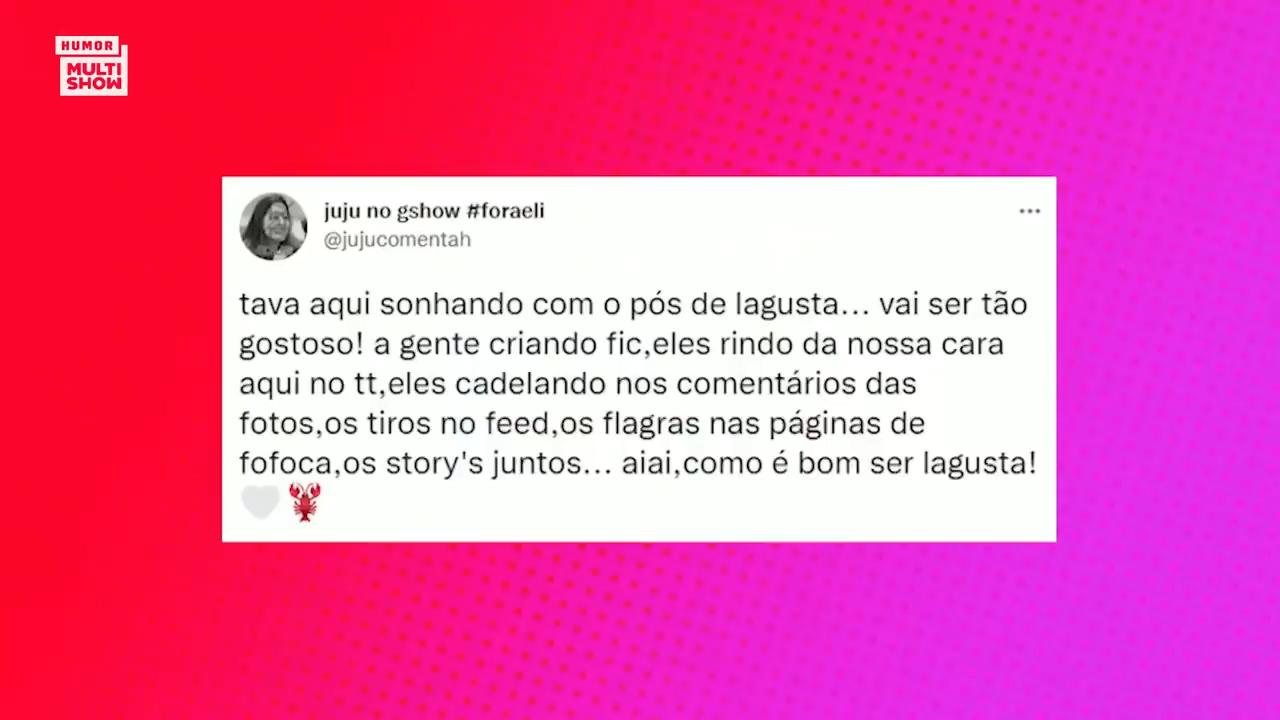 HUMOR
MULTI
SHOW
juju no gshow #foraeli
@jujucomentah
tava aqui sonhando com o pós de lagusta... vai ser tão
gostoso! a gente criando fic,eles rindo da nossa cara
aqui no tt,eles cadelando nos comentários das
fotos,os tiros no feed,os flagras nas páginas de
fofoca,os story's juntos... aiai,como é bom ser lagusta!
🤍🦞